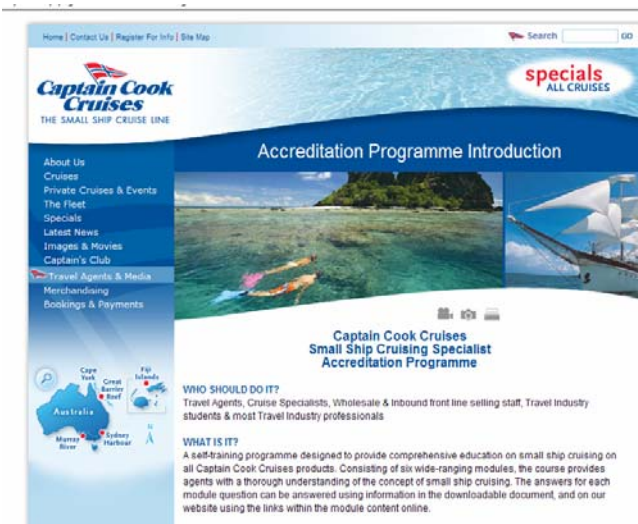 Home | Contact Us | Register For Info | Site Map
Search
GO
Captain Cook
Cruises
THE SMALL SHIP CRUISE LINE
specials
ALL CRUISES
Accreditation Programme Introduction
About Us
Cruises
Private Cruises & Events
The Fleet
Specials
Latest News
Images & Movies
Captain's Club
Travel Agents & Media
Merchandising
Bookings & Payments
Captain Cook Cruises
Small Ship Cruising Specialist
Accreditation Programme
Cape
York
Great
Barrier
Reef
Fiji
Islands
Australia
Murray
River
Sydney
Harbour
N
WHO SHOULD DO IT?
Travel Agents, Cruise Specialists, Wholesale & Inbound front line selling staff, Travel Industry
students & most Travel Industry professionals
WHAT IS IT?
A self-training programme designed to provide comprehensive education on small ship cruising on
all Captain Cook Cruises products. Consisting of six wide-ranging modules, the course provides
agents with a thorough understanding of the concept of small ship cruising. The answers for each
module question can be answered using information in the downloadable document, and on our
website using the links within the module content online.